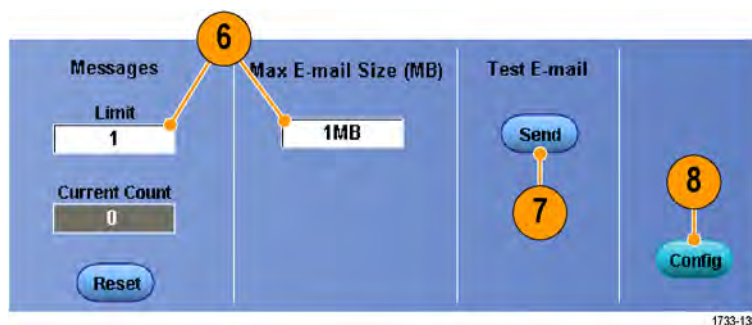 6
Messages
Max E-mail Size (MB)
Test E-mail
Limit
1
1MB
Send
Current Count
0
7
8
Config
Reset
1733-13